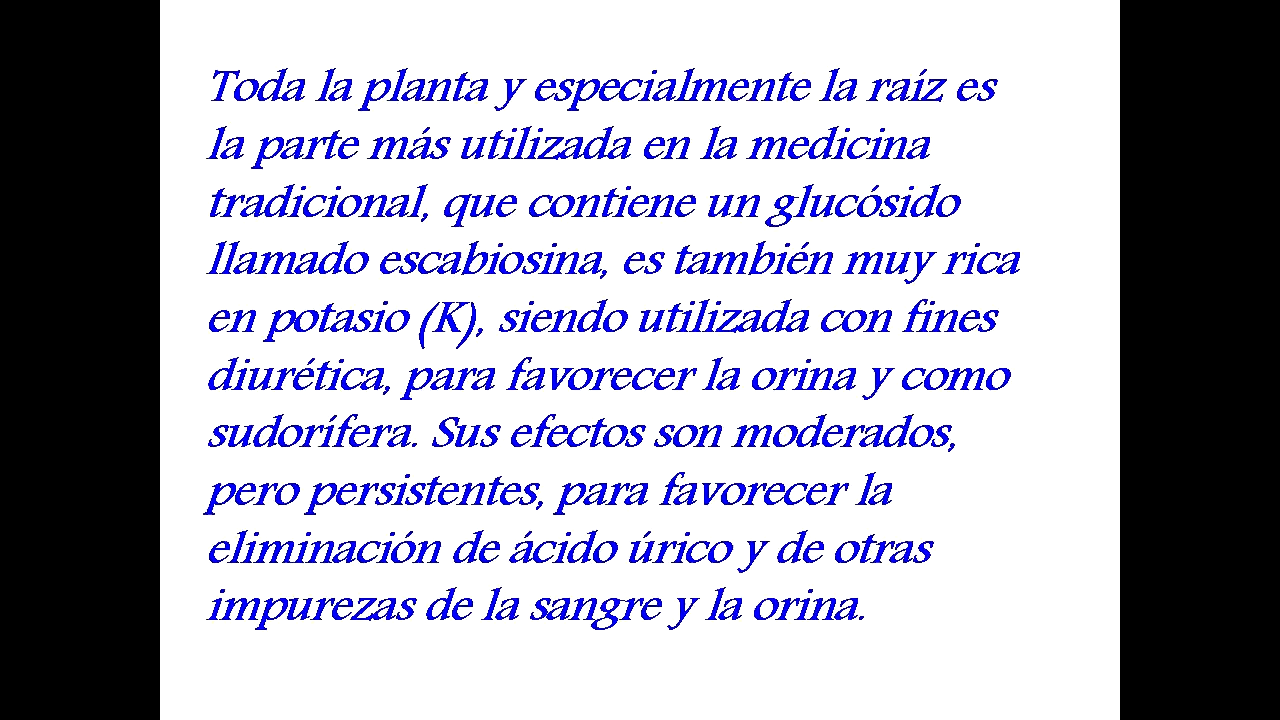 Toda la planta y especialmente la raíz es
la parte más utilizada en la medicina
tradicional, que contiene un glucósido
llamado escabiosina, es también muy rica
en potasio (K), siendo utilizada con fines
diurética, para favorecer la orina y como
sudorífera. Sus efectos son moderados,
pero persistentes, para favorecer la
eliminación de ácido úrico y de otras
impurezas de la sangre y la orina.